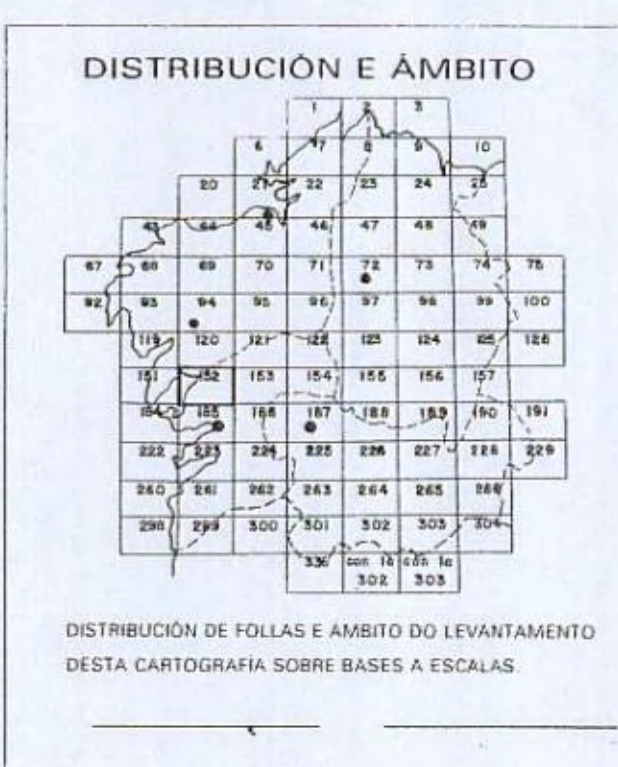 DISTRIBUCIÓN E ÁMBITO
1 2 3
6 7 8 9 10
20 21 22 23 24 25
43 44 45 46 47 48 49
67 68 69 70 71 72 73 74 75
92 93 94 95 96 97 98 99 100
119 120 121 122 123 124 125 126
151 152 153 154 155 156 157
184 185 186 187 188 189 190 191
222 223 224 225 226 227 228 229
260 261 262 263 264 265 266
298 299 300 301 302 303 304
336 con la con la
302 303
DISTRIBUCIÓN DE FOLLAS E ÁMBITO DO LEVANTAMENTO
DESTA CARTOGRAFÍA SOBRE BASES A ESCALAS.